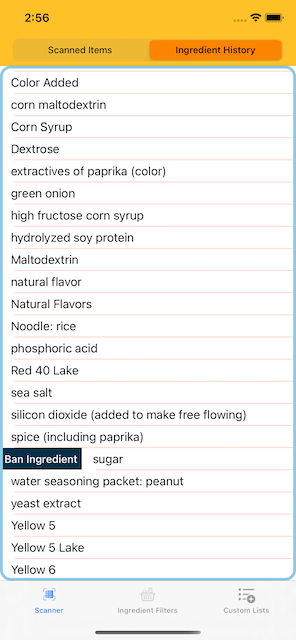 2:56
Scanned Items
Ingredient History
Color Added
corn maltodextrin
Corn Syrup
Dextrose
extractives of paprika (color)
green onion
high fructose corn syrup
hydrolyzed soy protein
Maltodextrin
natural flavor
Natural Flavors
Noodle: rice
phosphoric acid
Red 40 Lake
sea salt
silicon dioxide (added to make free flowing)
spice (including paprika)
Ban Ingredient sugar
water seasoning packet: peanut
yeast extract
Yellow 5
Yellow 5 Lake
Yellow 6
Scanner
Ingredient Filters
Custom Lists